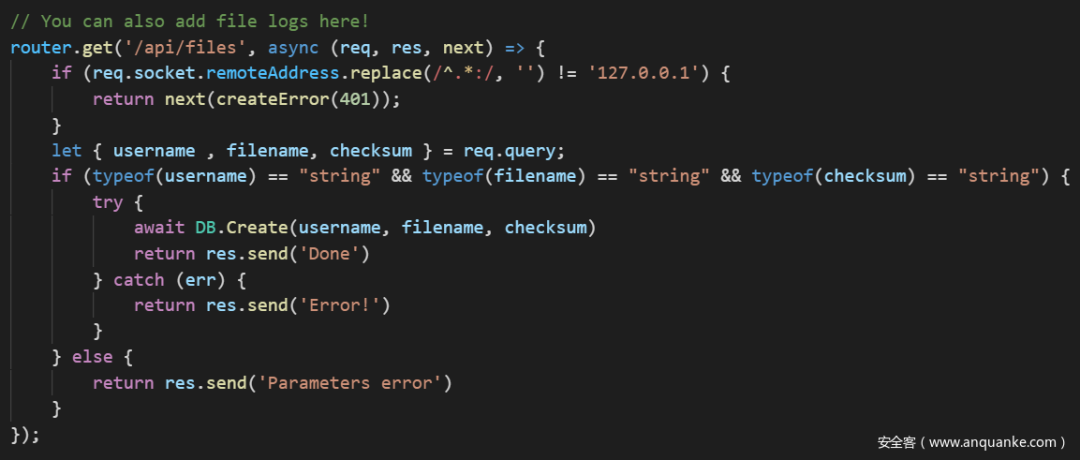 // You can also add file logs here!
router.get('/api/files', async (req, res, next) => {
    if (req.socket.remoteAddress.replace(/^.*:/, '') != '127.0.0.1') {
        return next(createError(401));
    }
    let { username , filename, checksum } = req.query;
    if (typeof(username) == "string" && typeof(filename) == "string" && typeof(checksum) == "string") {
        try {
            await DB.Create(username, filename, checksum)
            return res.send('Done')
        } catch (err) {
            return res.send('Error!')
        }
    } else {
        return res.send('Parameters error')
    }
});
安全客（www.anquanke.com）